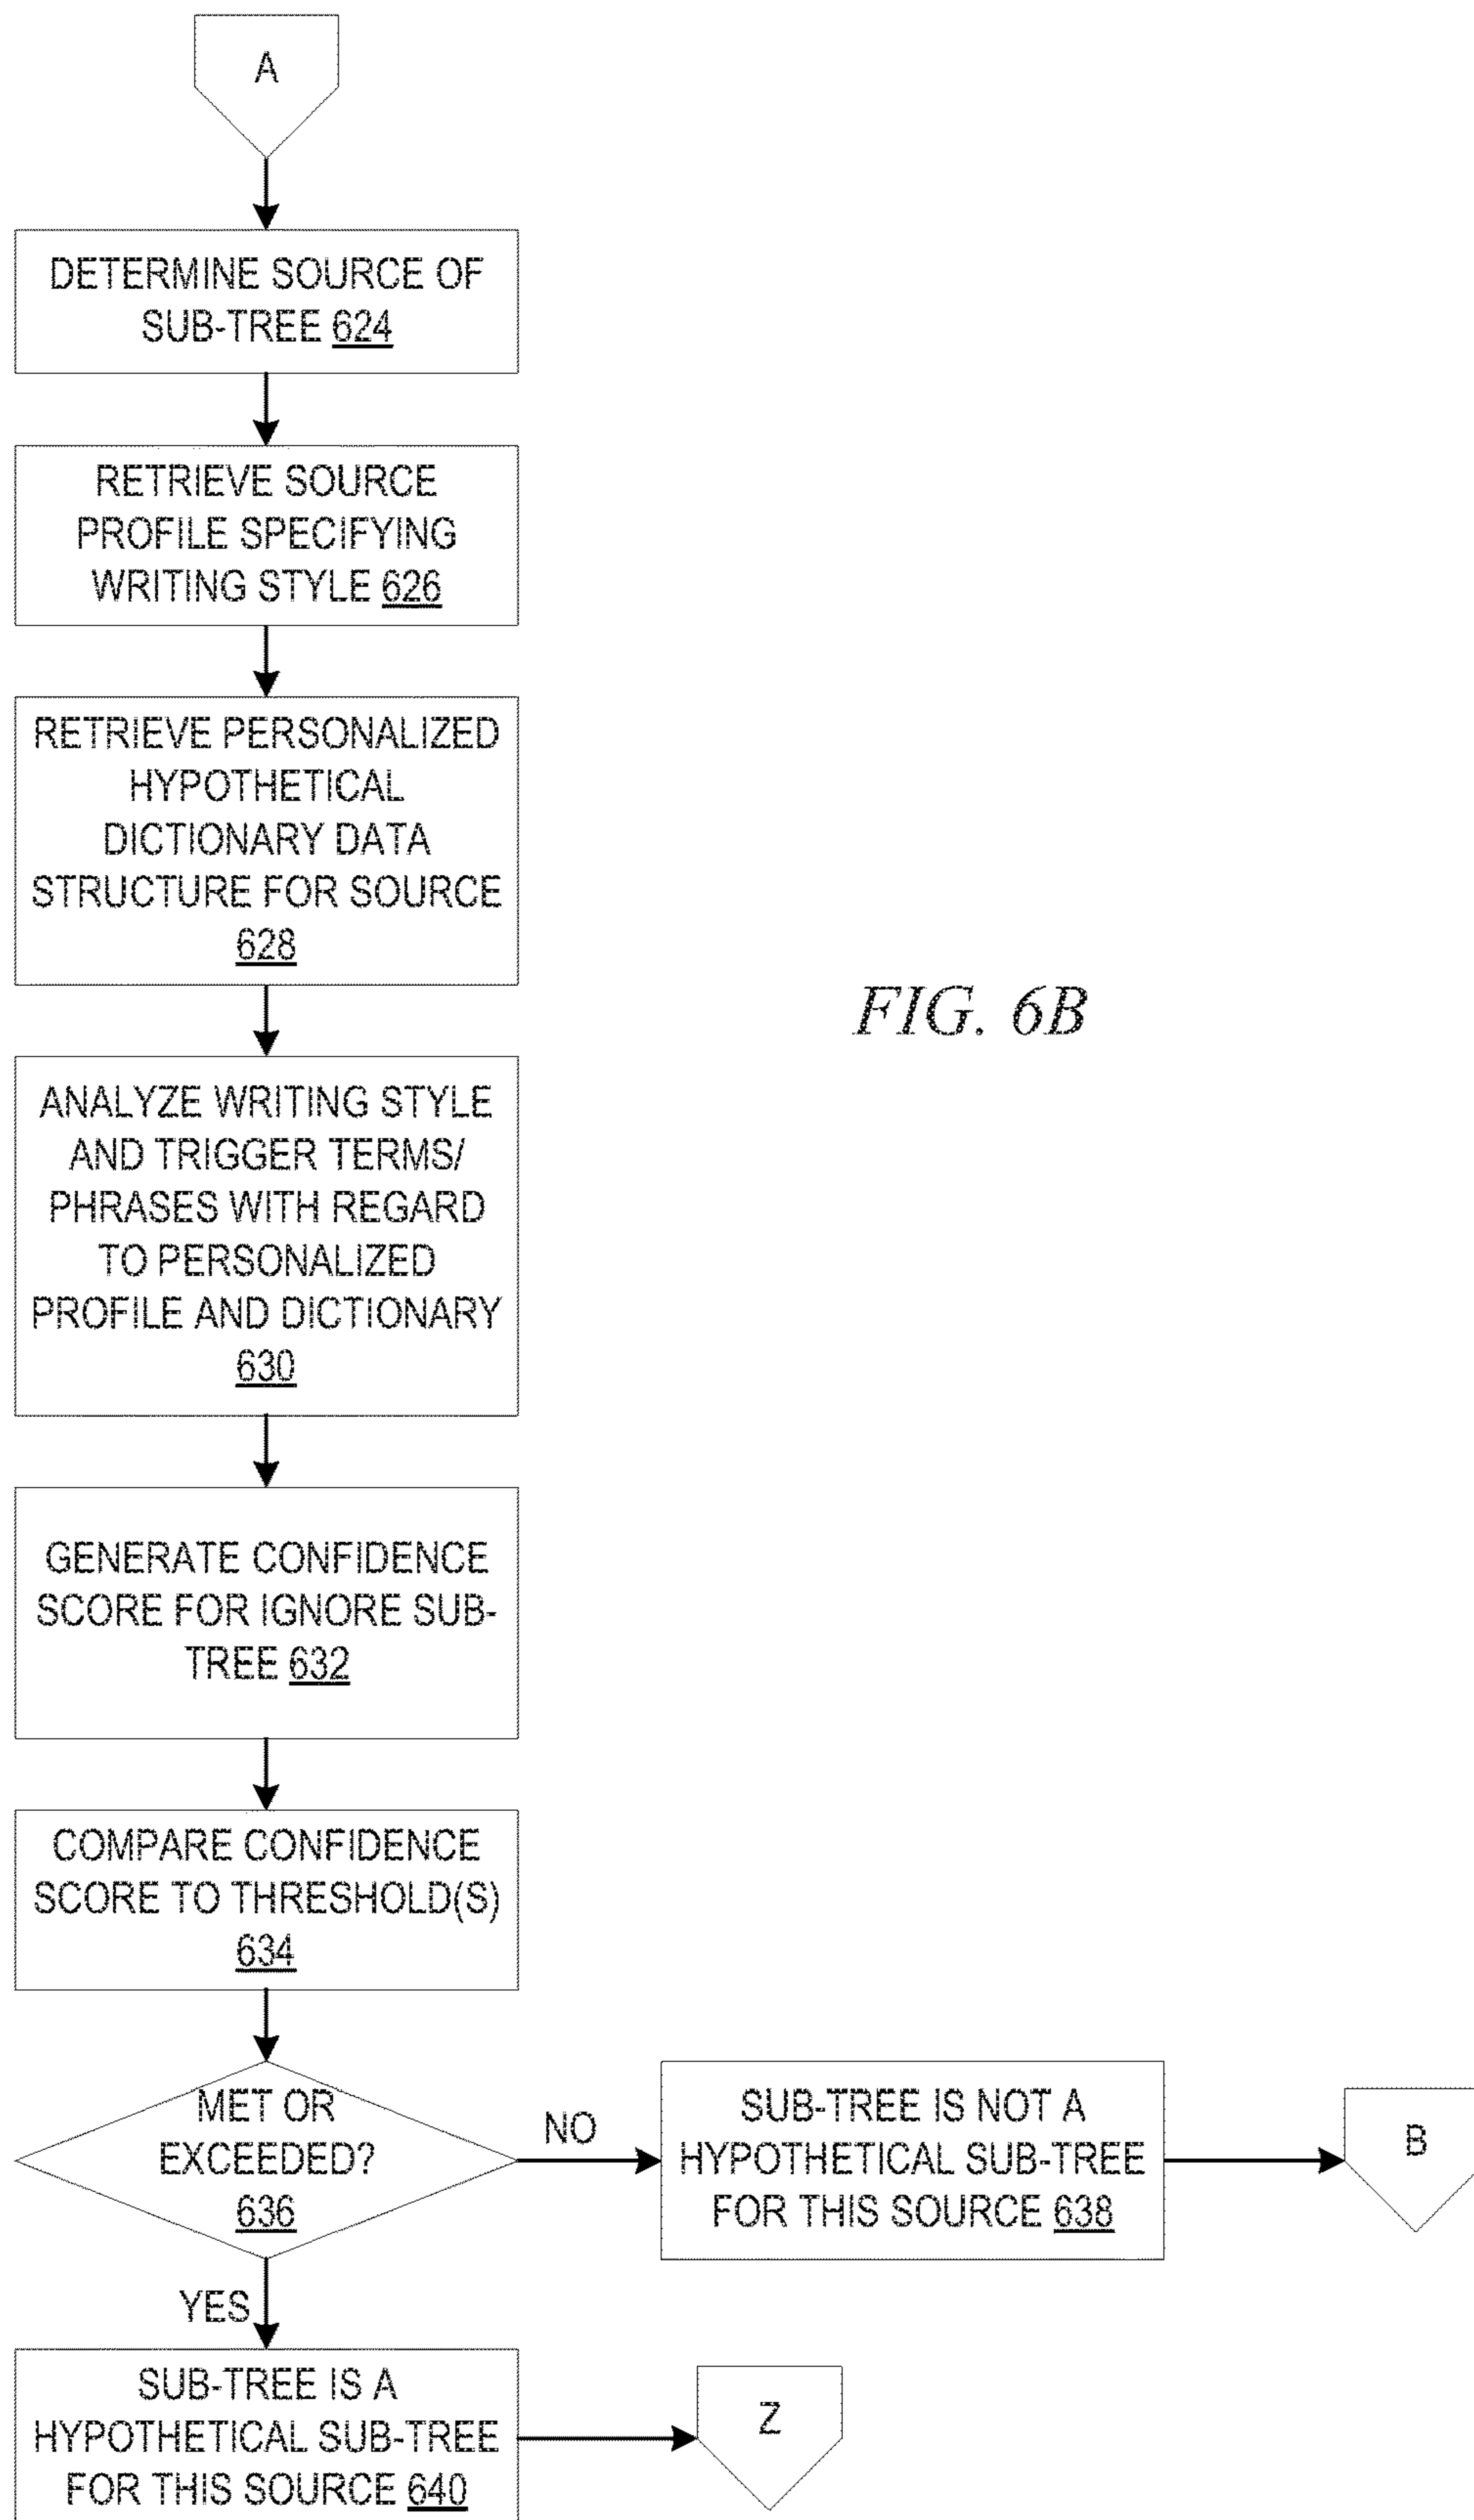 A
DETERMINE SOURCE OF
SUB-TREE 624
RETRIEVE SOURCE
PROFILE SPECIFYING
WRITING STYLE 626
RETRIEVE PERSONALIZED
HYPOTHETICAL
DICTIONARY DATA
STRUCTURE FOR SOURCE
628
FIG. 6B
ANALYZE WRITING STYLE
AND TRIGGER TERMS/
PHRASES WITH REGARD
TO PERSONALIZED
PROFILE AND DICTIONARY
630
GENERATE CONFIDENCE
SCORE FOR IGNORE SUB-
TREE 632
COMPARE CONFIDENCE
SCORE TO THRESHOLD(S)
634
MET OR
EXCEEDED?
636
NO
SUB-TREE IS NOT A
HYPOTHETICAL SUB-TREE
FOR THIS SOURCE 638
B
YES
SUB-TREE IS A
HYPOTHETICAL SUB-TREE
FOR THIS SOURCE 640
Z